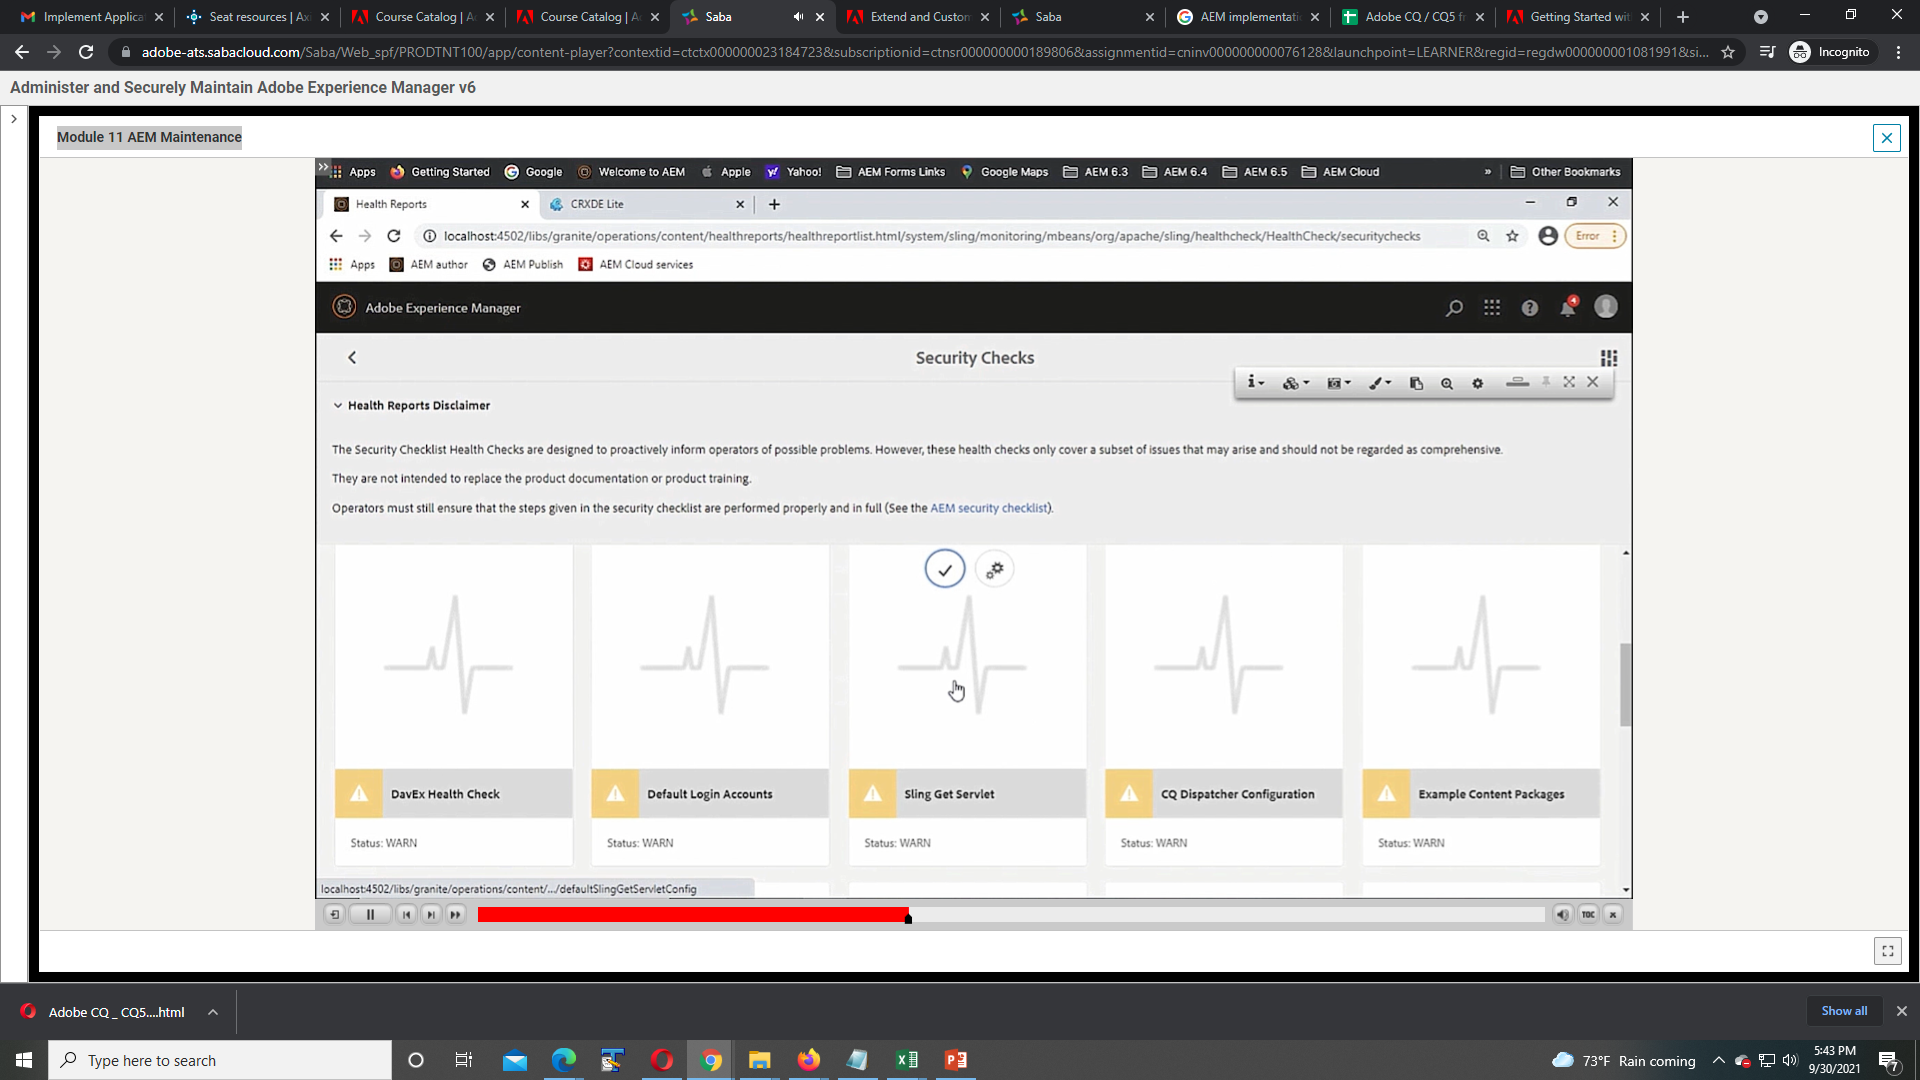 Implement Applica
Seat resources | Ax
Course Catalog | A
Course Catalog | A
Saba
Extend and Custom
Saba
AEM implementati
Adobe CQ / CQ5 f
Getting Started wit
adobe-ats.sabacloud.com/Saba/Web_spf/PRODTNT100/app/content-player?contextid=ctctx000000023184723&subscriptionid=ctnsr0000000000189806&assignmentid=cninv000000000076128&launchpoint=LEARNER&regid=regdw000000001081991&si...
Incognito
Administer and Securely Maintain Adobe Experience Manager v6
Module 11 AEM Maintenance
Apps
Getting Started
Google
Welcome to AEM
Apple
Yahoo!
AEM Forms Links
Google Maps
AEM 6.3
AEM 6.4
AEM 6.5
AEM Cloud
»
Other Bookmarks
Health Reports
CRXDE Lite
localhost:4502/libs/granite/operations/content/healthreports/healthreportlist.html/system/sling/monitoring/mbeans/org/apache/sling/healthcheck/HealthCheck/securitychecks
Error
Apps
AEM author
AEM Publish
AEM Cloud services
Adobe Experience Manager
4
Security Checks
Health Reports Disclaimer
The Security Checklist Health Checks are designed to proactively inform operators of possible problems. However, these health checks only cover a subset of issues that may arise and should not be regarded as comprehensive.
They are not intended to replace the product documentation or product training.
Operators must still ensure that the steps given in the security checklist are performed properly and in full (See the AEM security checklist).
DavEx Health Check
Default Login Accounts
Sling Get Servlet
CQ Dispatcher Configuration
Example Content Packages
Status: WARN
Status: WARN
Status: WARN
Status: WARN
Status: WARN
localhost:4502/libs/granite/operations/content/.../defaultSlingGetServletConfig
TOC
Adobe CQ _ CQ5....html
Show all
Type here to search
73°F Rain coming
5:43 PM
9/30/2021
7